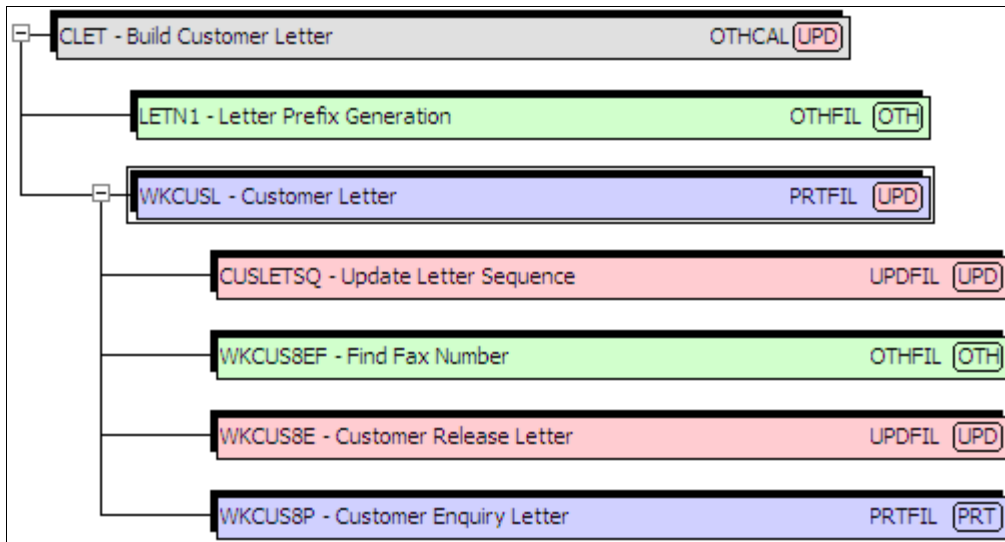 CLET - Build Customer Letter OTHCAL UPD
LETN1 - Letter Prefix Generation OTHFIL OTH
WKCUSL - Customer Letter PRTFIL UPD
CUSLETSQ - Update Letter Sequence UPDFIL UPD
WKCUS8EF - Find Fax Number OTHFIL OTH
WKCUS8E - Customer Release Letter UPDFIL UPD
WKCUS8P - Customer Enquiry Letter PRTFIL PRT